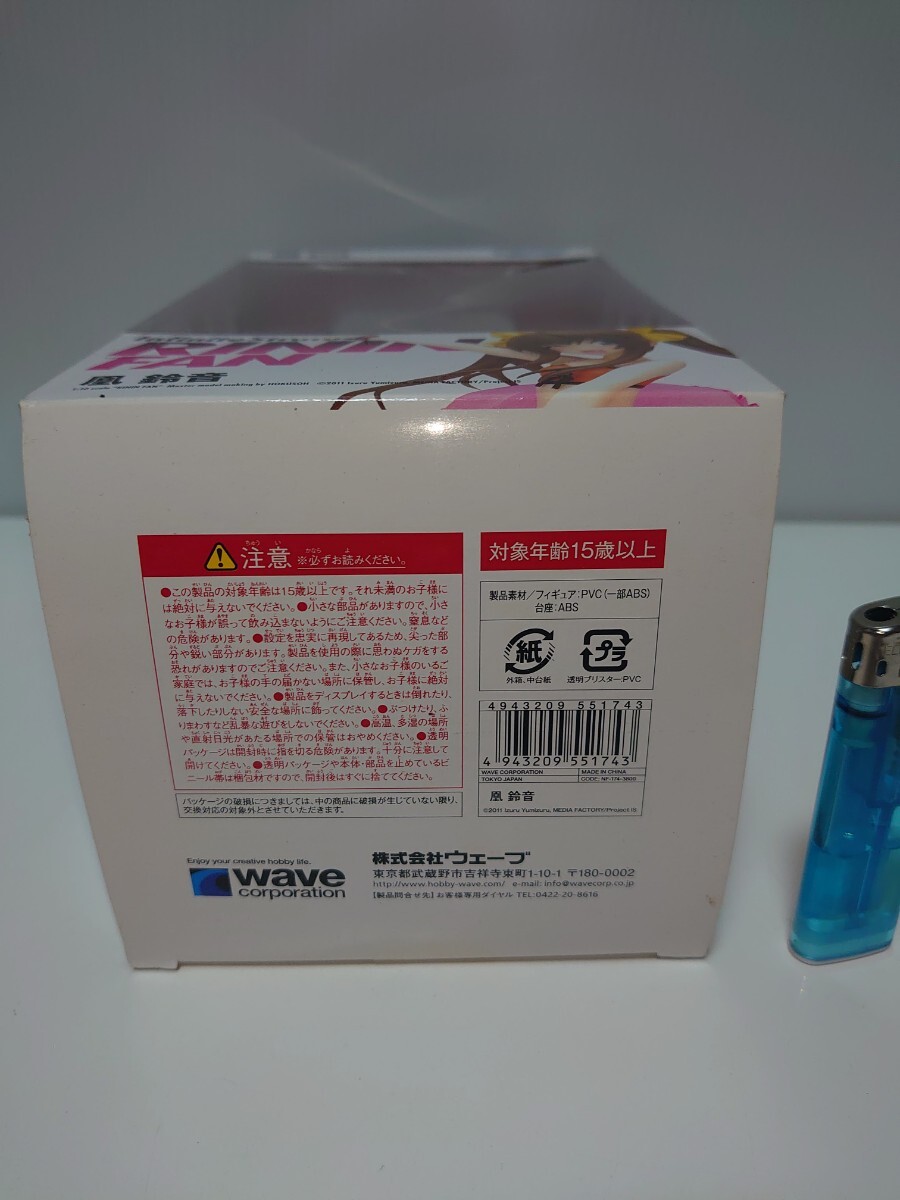 凰 鈴音
©2011 Izuru Yumizuru, MEDIA FACTORY/Project IS
注意 ※必ずお読みください。
●この製品の対象年齢は15歳以上です。それ未満のお子様に
は絶対に与えないでください。●小さな部品がありますので、小さ
なお子様が誤って飲み込まないようにご注意ください。窒息など
の危険があります。●設定を忠実に再現してあるため、尖った部
分や鋭い部分があります。製品を使用の際に思わぬケガをする
恐れがありますのでご注意ください。また、小さなお子様のいるご
家庭では、お子様の手の届かない場所に保管し、お子様に絶対
に与えないでください。●製品をディスプレイするときは倒れたり、
落下したりしない安全な場所に飾ってください。●ぶつけたり、ふ
りまわすなど乱暴な遊びをしないでください。●高温、多湿の場所
や直射日光があたる場所での保管はおやめください。●透明
パッケージは開封時に指を切る危険があります。十分に注意して
開けてください。●透明パッケージや本体・部品を止めているビ
ニール帯は梱包材ですので、開封後はすぐに捨ててください。
パッケージの破損につきましては、中の商品に破損が生じていない限り、
交換対応の対象外とさせていただきます。
対象年齢15歳以上
製品素材/フィギュア:PVC(一部ABS)
台座:ABS
紙
外箱、中台紙
プラ
透明ブリスター:PVC
4943209 551743
4 943209 551743
WAVE CORPORATION
TOKYO JAPAN
MADE IN CHINA
CODE: NF-174-3800
凰 鈴音
©2011 Izuru Yumizuru, MEDIA FACTORY/Project IS
Enjoy your creative hobby life.
wave
corporation
株式会社ウェーブ
東京都武蔵野市吉祥寺東町1-10-1 〒180-0002
http://www.hobby-wave.com/ e-mail: info@wavecorp.co.jp
【製品問合せ先】お客様専用ダイヤル TEL:0422-20-8616